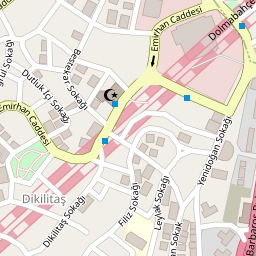 Emirhan Caddesi
Dolmabahçe
Bestekar Sokağı
Dutluk İçi Sokağı
Emirhan Caddesi
Yenidoğan Sokağı
Dikilitaş
Dikilitaş Sokağı
Filiz Sokağı
Leylak Sokağı
Sokak
Barbaros B